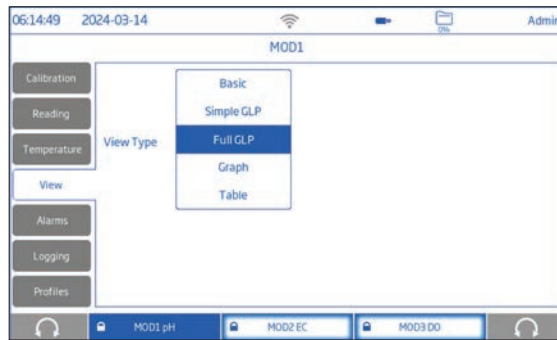 06:14:49 2024-03-14 0% Admin
MOD1
Calibration
Reading
Temperature
View
Alarms
Logging
Profiles
View Type
Basic
Simple GLP
Full GLP
Graph
Table
MOD1 pH MOD2 EC MOD3 DO